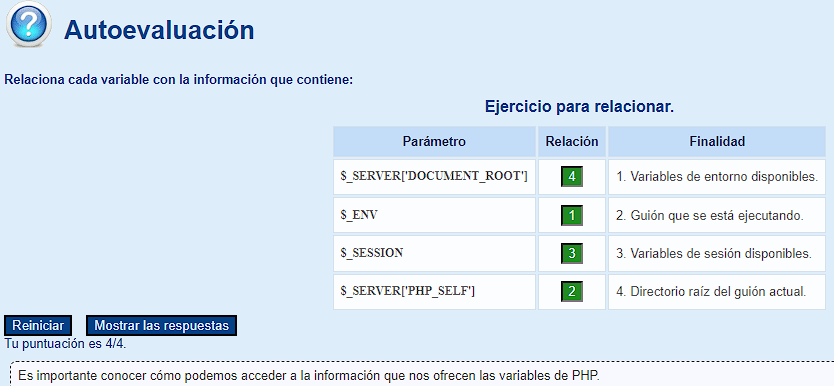 Autoevaluación
Relaciona cada variable con la información que contiene:
Ejercicio para relacionar.
Parámetro Relación Finalidad
$_SERVER['DOCUMENT_ROOT'] 4 1. Variables de entorno disponibles.
$_ENV 1 2. Guión que se está ejecutando.
$_SESSION 3 3. Variables de sesión disponibles.
$_SERVER['PHP_SELF'] 2 4. Directorio raíz del guión actual.
Reiniciar Mostrar las respuestas
Tu puntuación es 4/4.
Es importante conocer cómo podemos acceder a la información que nos ofrecen las variables de PHP.